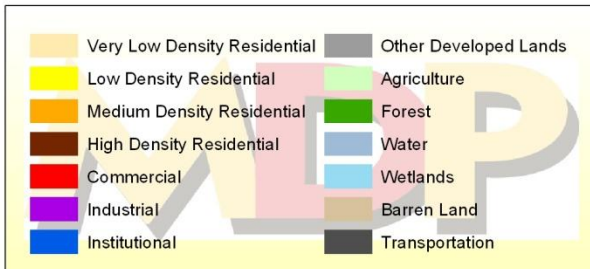 Very Low Density Residential
Low Density Residential
Medium Density Residential
High Density Residential
Commercial
Industrial
Institutional
Other Developed Lands
Agriculture
Forest
Water
Wetlands
Barren Land
Transportation
MDP